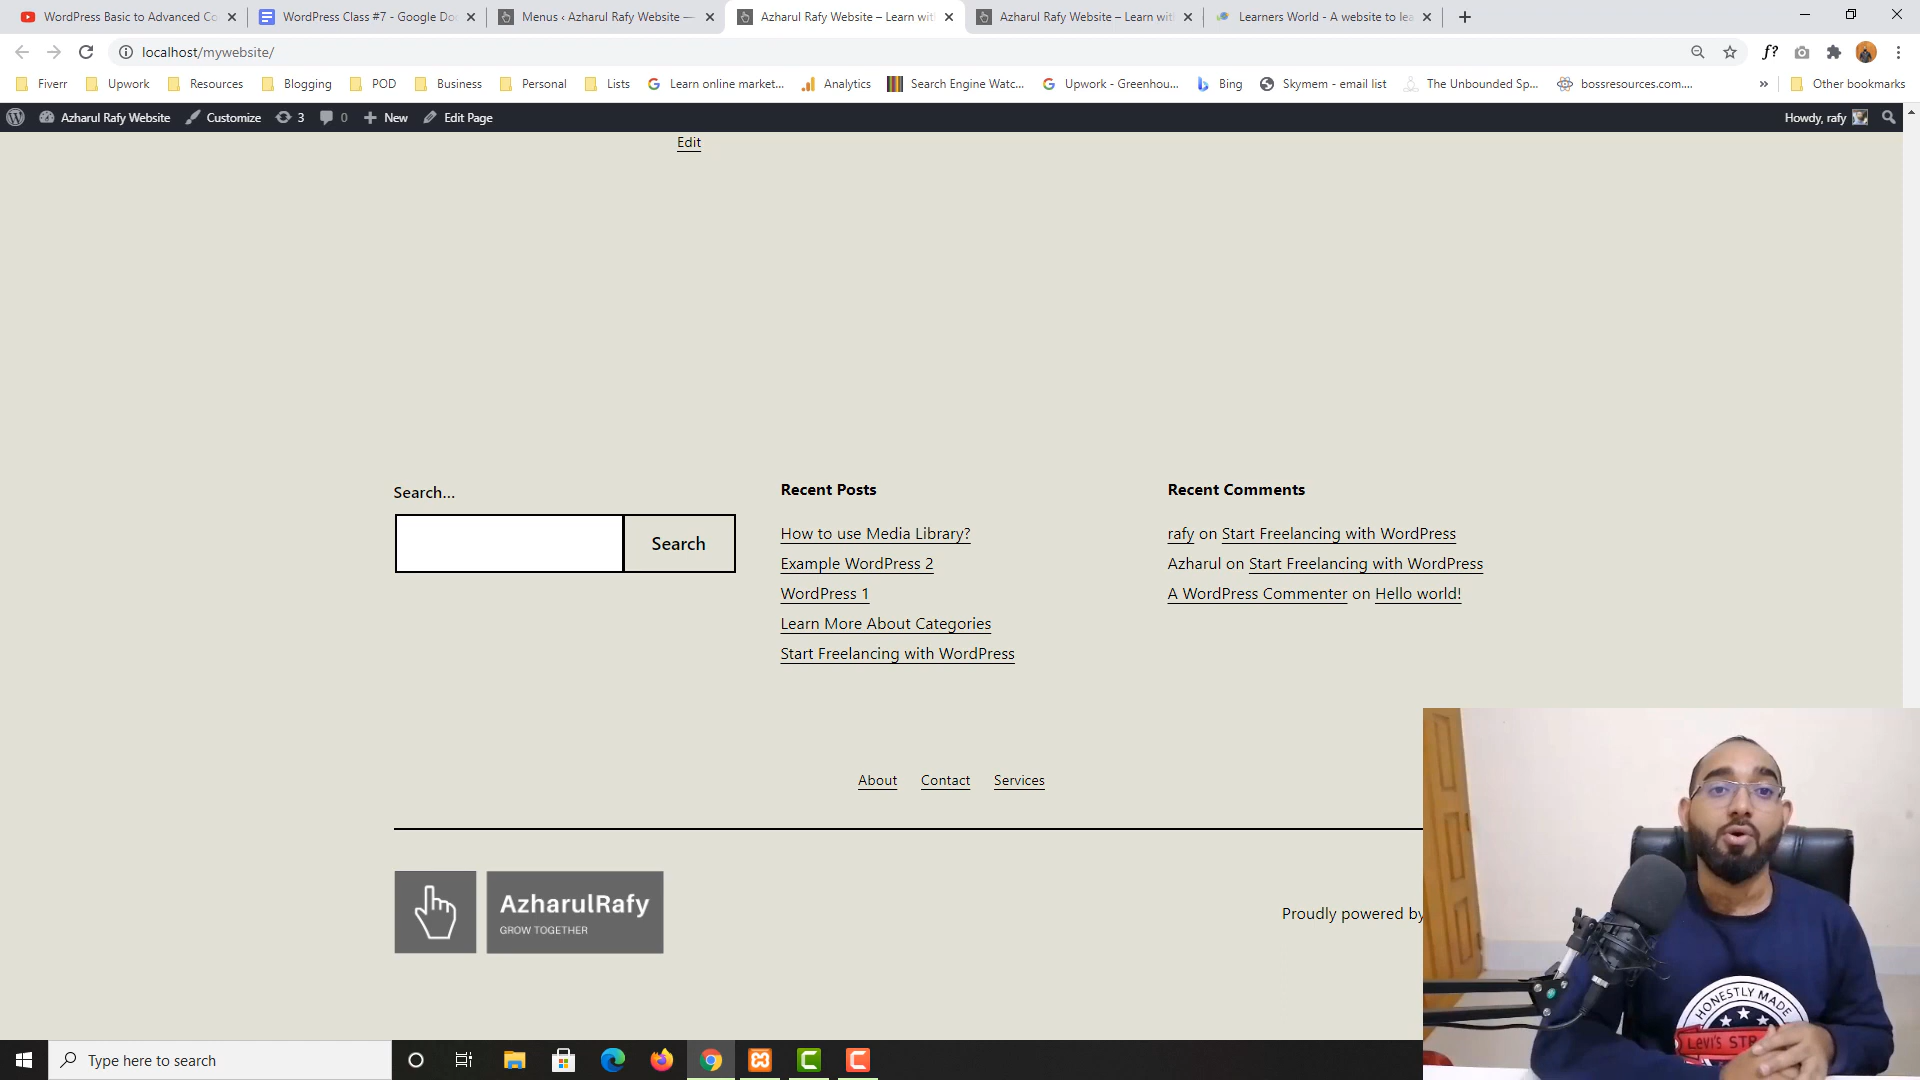 WordPress Basic to Advanced Co
WordPress Class #7 - Google Do
Menus ‹ Azharul Rafy Website —
Azharul Rafy Website – Learn wit
Azharul Rafy Website – Learn wit
Learners World - A website to lea
localhost/mywebsite/
f?
Fiverr
Upwork
Resources
Blogging
POD
Business
Personal
Lists
Learn online market...
Analytics
Search Engine Watc...
Upwork - Greenhou...
Bing
Skymem - email list
The Unbounded Sp...
bossresources.com....
»
Other bookmarks
Azharul Rafy Website
Customize
3
0
New
Edit Page
Howdy, rafy
Edit
Search...
Search
Recent Posts
How to use Media Library?
Example WordPress 2
WordPress 1
Learn More About Categories
Start Freelancing with WordPress
Recent Comments
rafy on Start Freelancing with WordPress
Azharul on Start Freelancing with WordPress
A WordPress Commenter on Hello world!
About
Contact
Services
AzharulRafy
GROW TOGETHER
Proudly powered by
HONESTLY MADE
Levi's STR
Type here to search